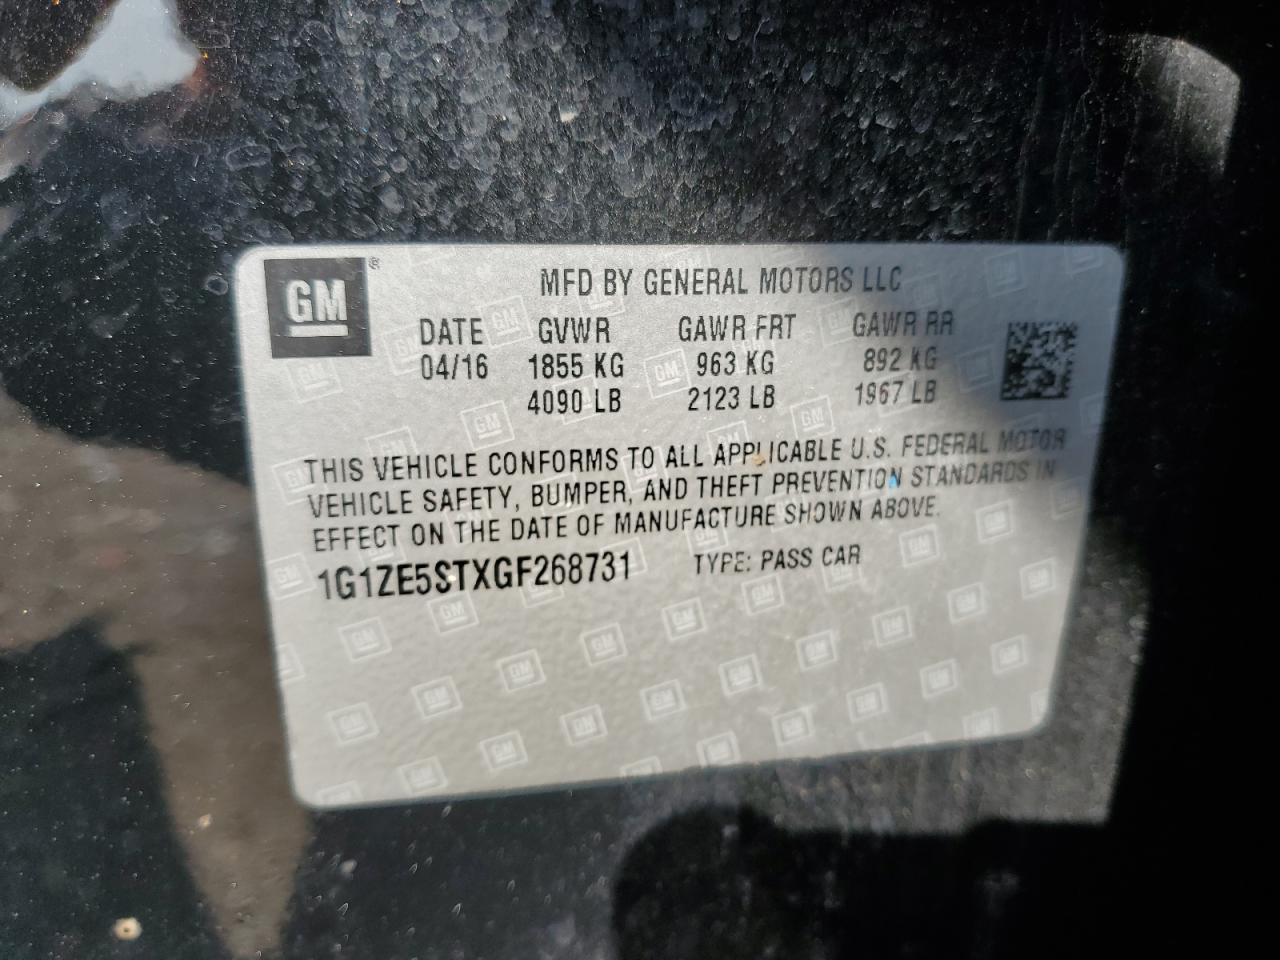 GM ®
MFD BY GENERAL MOTORS LLC
DATE GVWR GAWR FRT GAWR RR
04/16 1855 KG 963 KG 892 KG
4090 LB 2123 LB 1967 LB
THIS VEHICLE CONFORMS TO ALL APPLICABLE U.S. FEDERAL MOTOR
VEHICLE SAFETY, BUMPER, AND THEFT PREVENTION STANDARDS IN
EFFECT ON THE DATE OF MANUFACTURE SHOWN ABOVE.
1G1ZE5STXGF268731 TYPE: PASS CAR